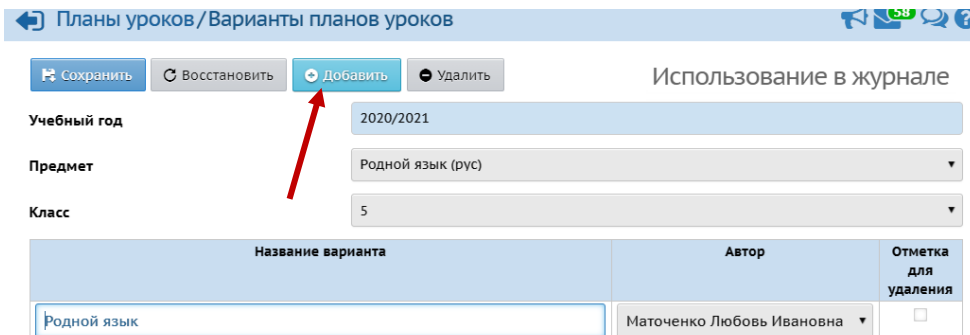 Планы уроков/Варианты планов уроков
58
?
Сохранить Восстановить Добавить Удалить Использование в журнале
Учебный год 2020/2021
Предмет Родной язык (рус)
Класс 5
Название варианта Автор Отметка для удаления
Родной язык Маточенко Любовь Ивановна